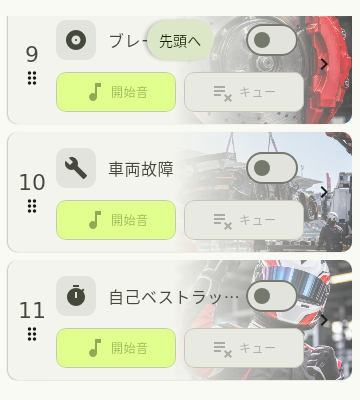 9
ブレー
先頭へ
開始音
キュー
10
車両故障
開始音
キュー
11
自己ベストラッ…
開始音
キュー